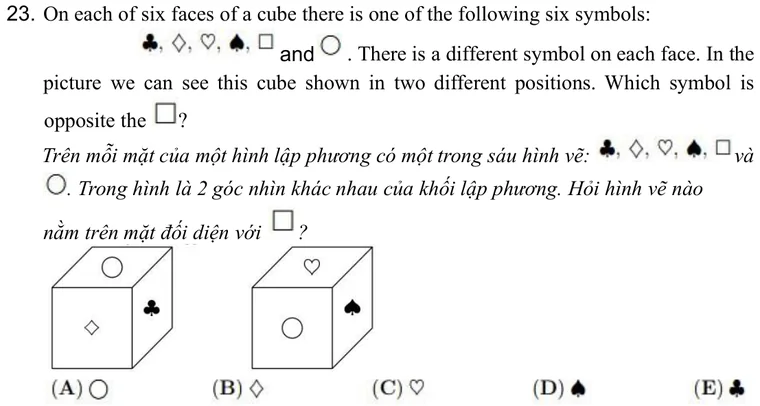 23. On each of six faces of a cube there is one of the following six symbols:
♣, ♢, ♡, ♠, □ and ○ . There is a different symbol on each face. In the
picture we can see this cube shown in two different positions. Which symbol is
opposite the □?
Trên mỗi mặt của một hình lập phương có một trong sáu hình vẽ: ♣, ♢, ♡, ♠, □ và
○. Trong hình là 2 góc nhìn khác nhau của khối lập phương. Hỏi hình vẽ nào
nằm trên mặt đối diện với □ ?
(A) ○ (B) ♢ (C) ♡ (D) ♠ (E) ♣